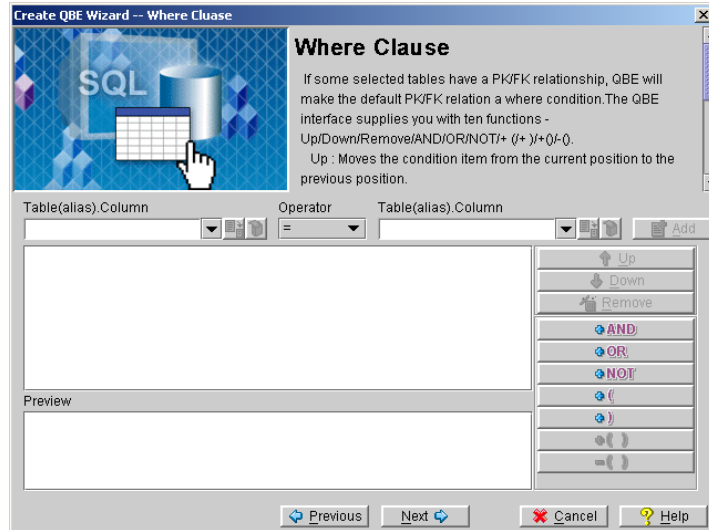 Create QBE Wizard -- Where Cluase
SQL
Where Clause
If some selected tables have a PK/FK relationship, QBE will
make the default PK/FK relation a where condition.The QBE
interface supplies you with ten functions -
Up/Down/Remove/AND/OR/NOT/+ (/+ )/+()/-().
Up : Moves the condition item from the current position to the
previous position.
Table(alias).Column Operator Table(alias).Column
= Add
Up
Down
Remove
AND
OR
NOT
(
)
( )
( )
Preview
Previous Next Cancel Help